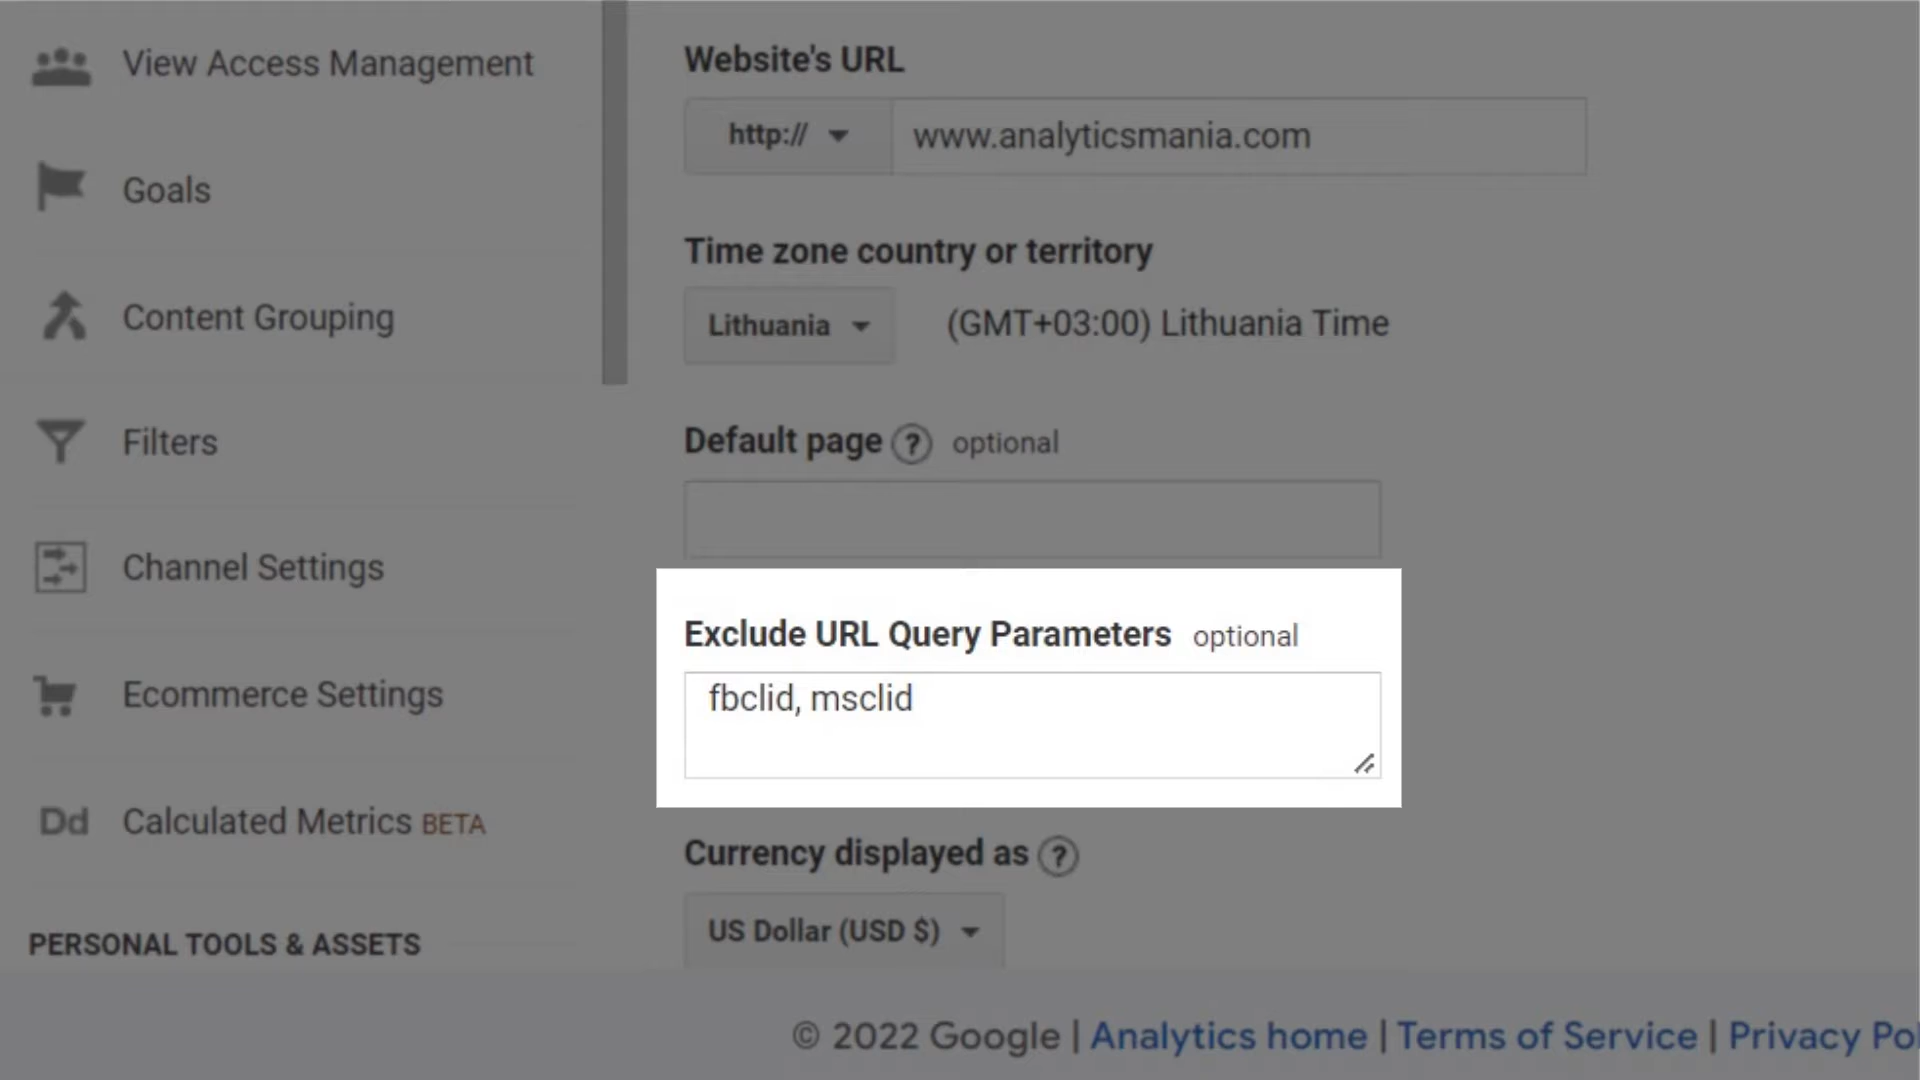 View Access Management
Goals
Content Grouping
Filters
Channel Settings
Ecommerce Settings
Dd Calculated Metrics BETA
PERSONAL TOOLS & ASSETS
Website's URL
http:// www.analyticsmania.com
Time zone country or territory
Lithuania (GMT+03:00) Lithuania Time
Default page ? optional
Exclude URL Query Parameters optional
fbclid, msclid
Currency displayed as ?
US Dollar (USD $)
© 2022 Google | Analytics home | Terms of Service | Privacy Pol